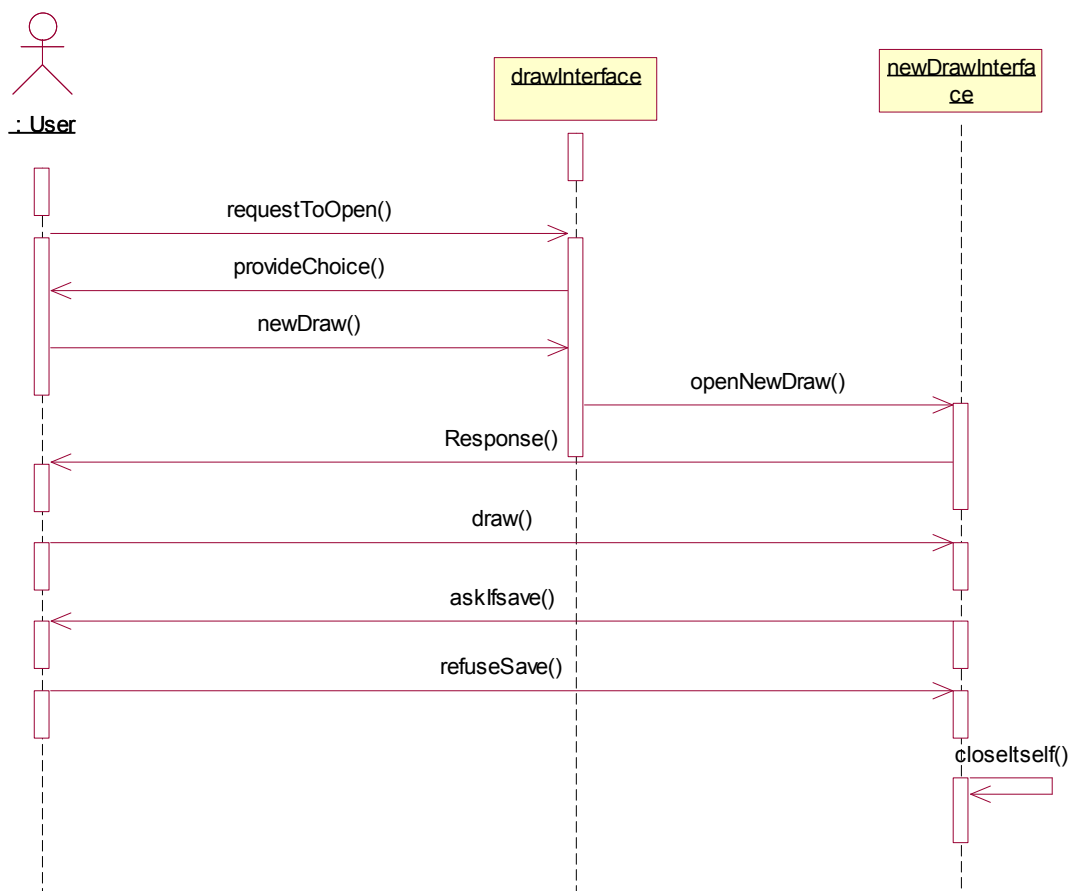 : User
drawInterface
newDrawInterfa
ce
requestToOpen()
provideChoice()
newDraw()
openNewDraw()
Response()
draw()
askIfsave()
refuseSave()
closeItself()